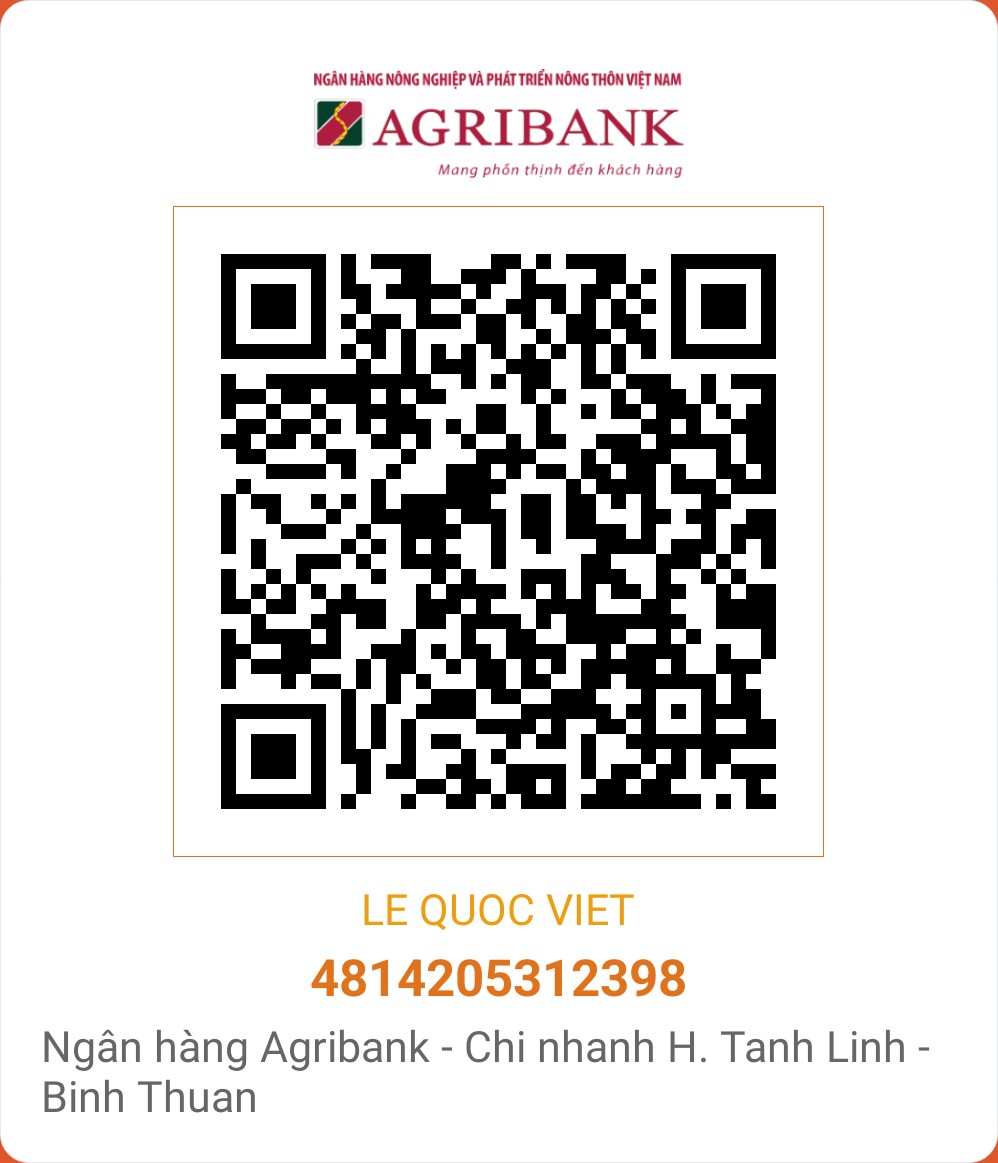 NGÂN HÀNG NÔNG NGHIỆP VÀ PHÁT TRIỂN NÔNG THÔN VIỆT NAM
AGRIBANK
Mang phồn thịnh đến khách hàng
LE QUOC VIET
4814205312398
Ngân hàng Agribank - Chi nhanh H. Tanh Linh -
Binh Thuan